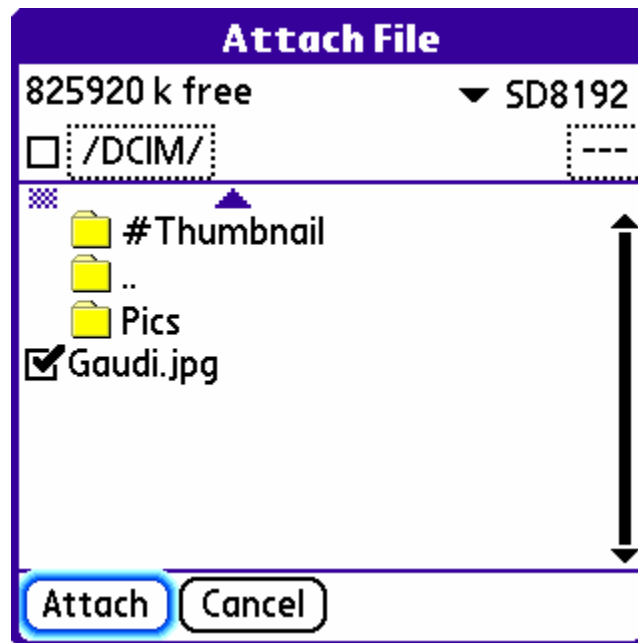 Attach File
825920 k free SD8192
/DCIM/ ---
#Thumbnail
..
Pics
Gaudi.jpg
Attach Cancel